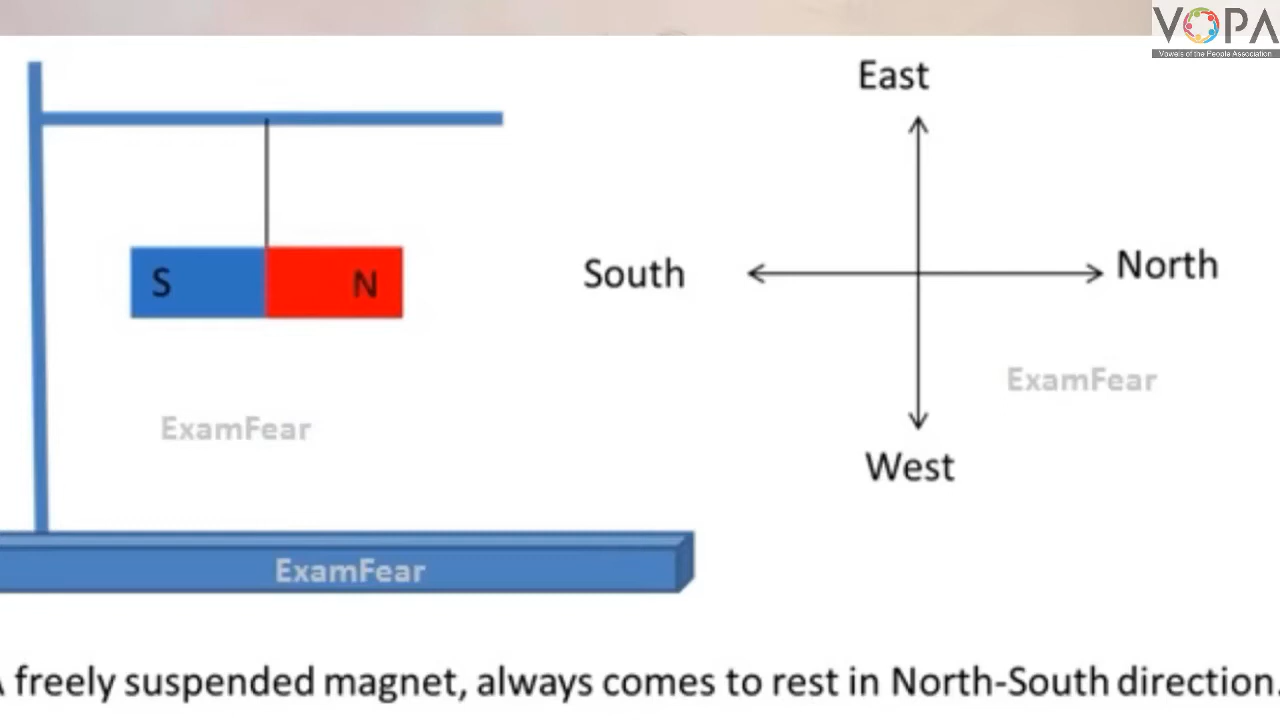 VOPA
Vowels of the People Association
East
S N
South
North
ExamFear
ExamFear
West
ExamFear
A freely suspended magnet, always comes to rest in North-South direction.